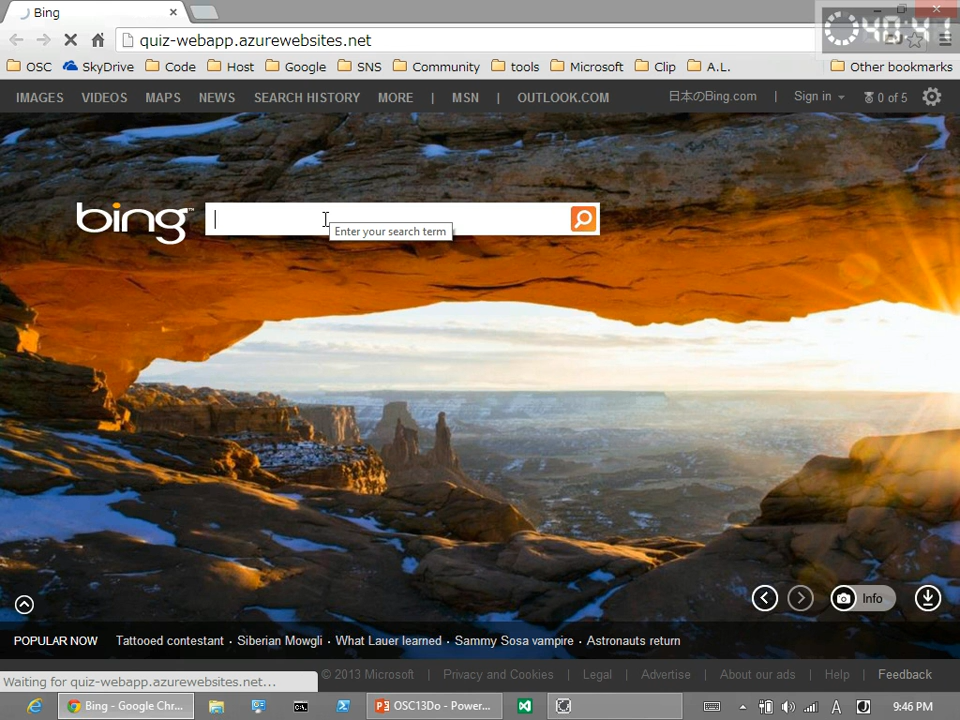 Bing
48:47
quiz-webapp.azurewebsites.net
OSC SkyDrive Code Host Google SNS Community tools Microsoft Clip A.L. Other bookmarks
IMAGES VIDEOS MAPS NEWS SEARCH HISTORY MORE | MSN | OUTLOOK.COM 日本のBing.com | Sign in 0 of 5
bing
Enter your search term
Info
POPULAR NOW Tattooed contestant · Siberian Mowgli · What Lauer learned · Sammy Sosa vampire · Astronauts return
Waiting for quiz-webapp.azurewebsites.net... © 2013 Microsoft | Privacy and Cookies | Legal | Advertise | About our ads | Help | Feedback
Bing - Google Chr... OSC13Do - Power... A 9:46 PM